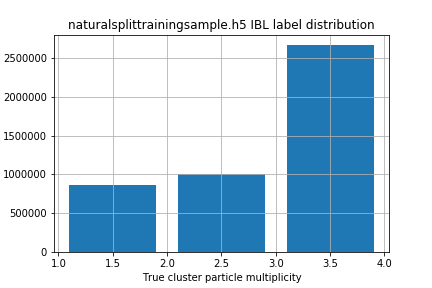 naturalsplittrainingsample.h5 IBL label distribution
2500000
2000000
1500000
1000000
500000
0
1.0 1.5 2.0 2.5 3.0 3.5 4.0
True cluster particle multiplicity